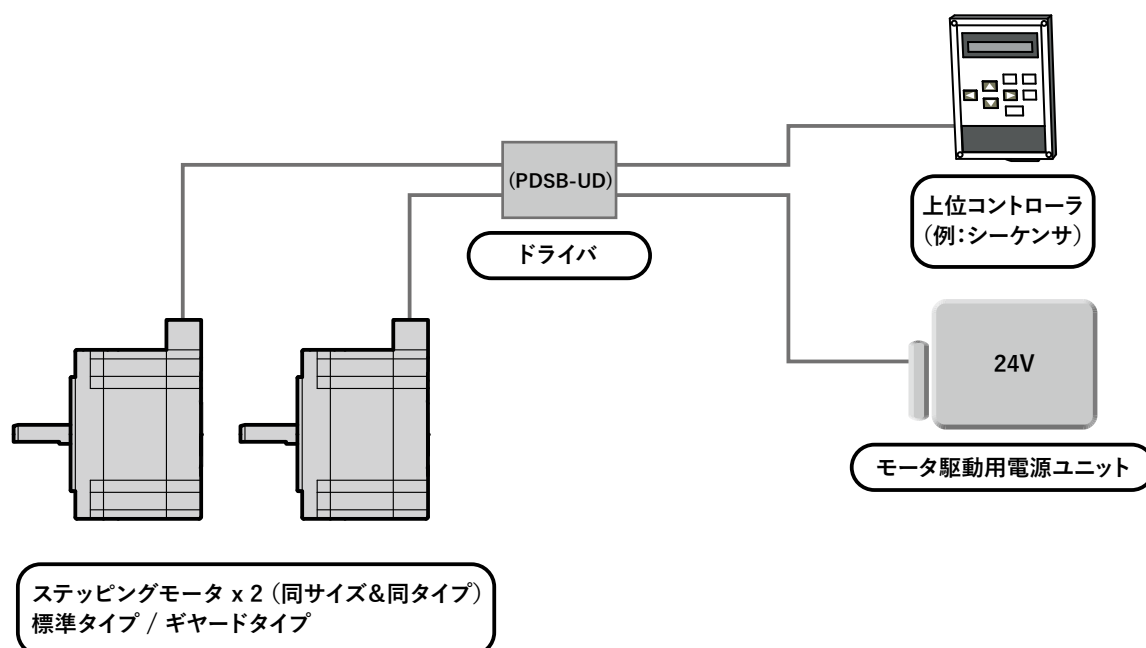 (PDSB-UD)
ドライバ
上位コントローラ
（例：シーケンサ）
24V
モータ駆動用電源ユニット
ステッピングモータ x 2（同サイズ&同タイプ）
標準タイプ / ギヤードタイプ